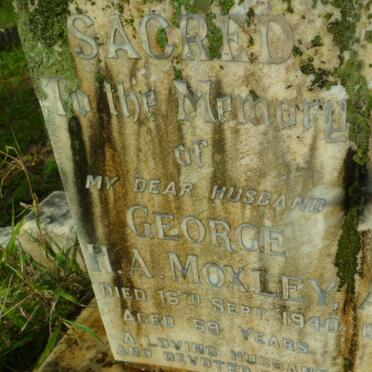 SACRED
To the Memory
of
MY DEAR HUSBAND
GEORGE
H. A. MOXLEY,
DIED 16TH SEPT. 1940
AGED 69 YEARS.
A LOVING HUSBAND
AND DEVOTED